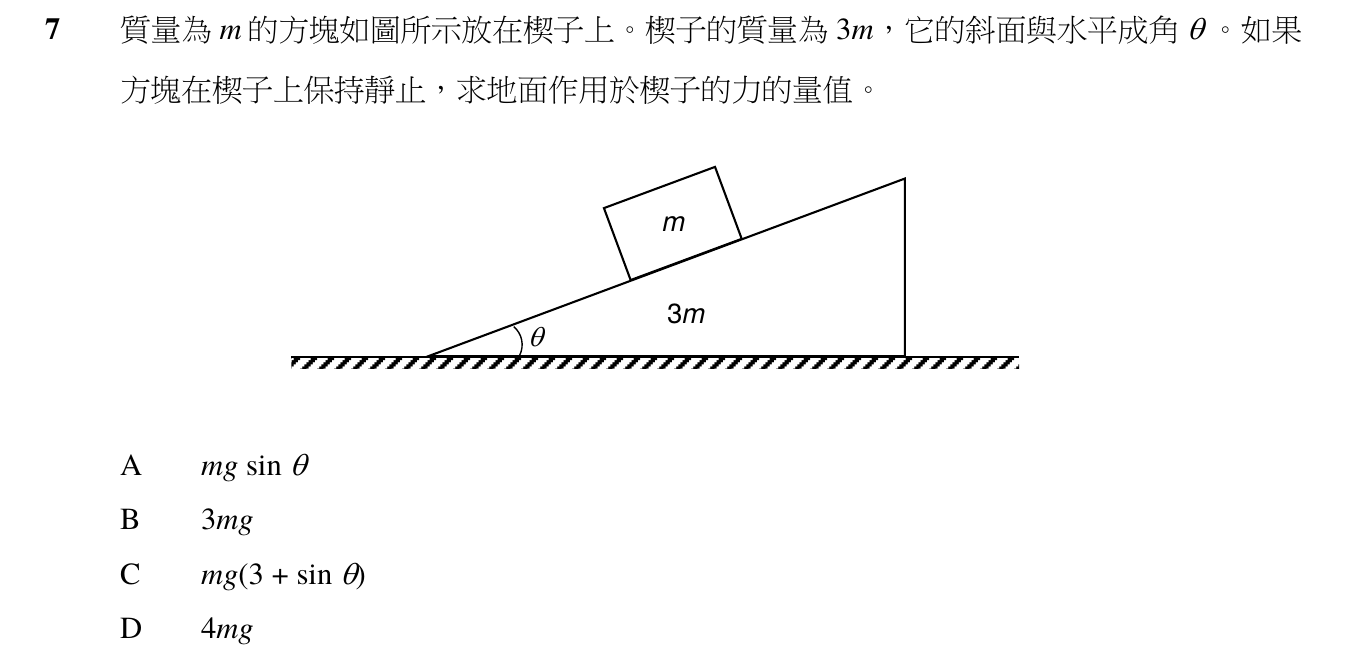 7 質量為 m 的方塊如圖所示放在楔子上。楔子的質量為 3m，它的斜面與水平成角 θ 。如果
方塊在楔子上保持靜止，求地面作用於楔子的力的量值。
m
3m
θ
A mg sin θ
B 3mg
C mg(3 + sin θ)
D 4mg